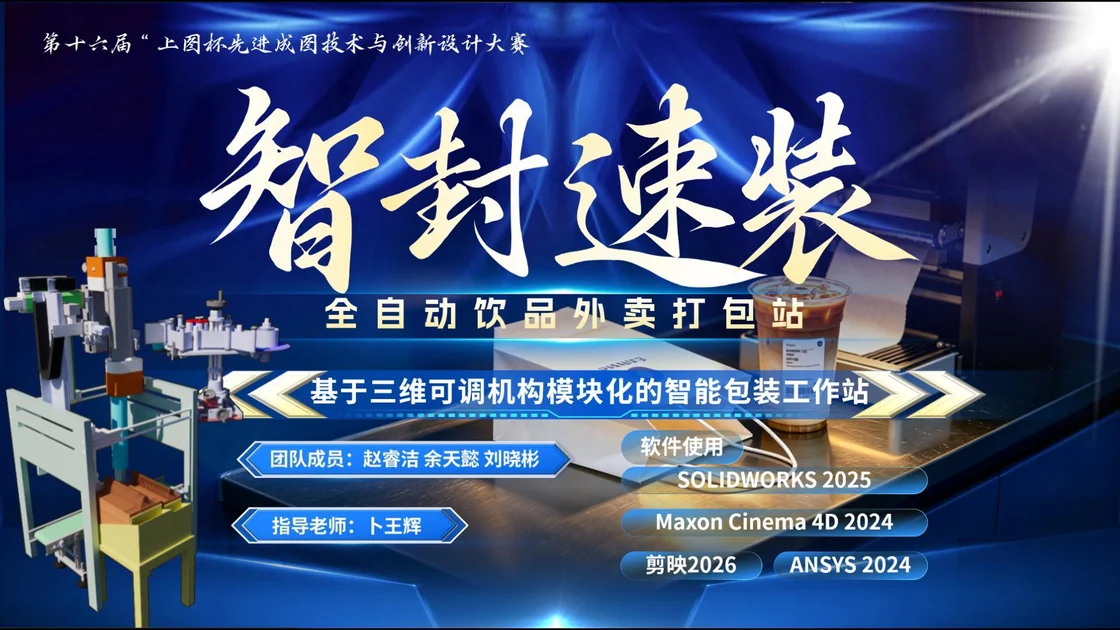 第十六届“上图杯先进成图技术与创新设计大赛
智封速装
全自动饮品外卖打包站
基于三维可调机构模块化的智能包装工作站
团队成员：赵睿洁 余天懿 刘晓彬
指导老师：卜王辉
软件使用
SOLIDWORKS 2025
Maxon Cinema 4D 2024
剪映2026
ANSYS 2024